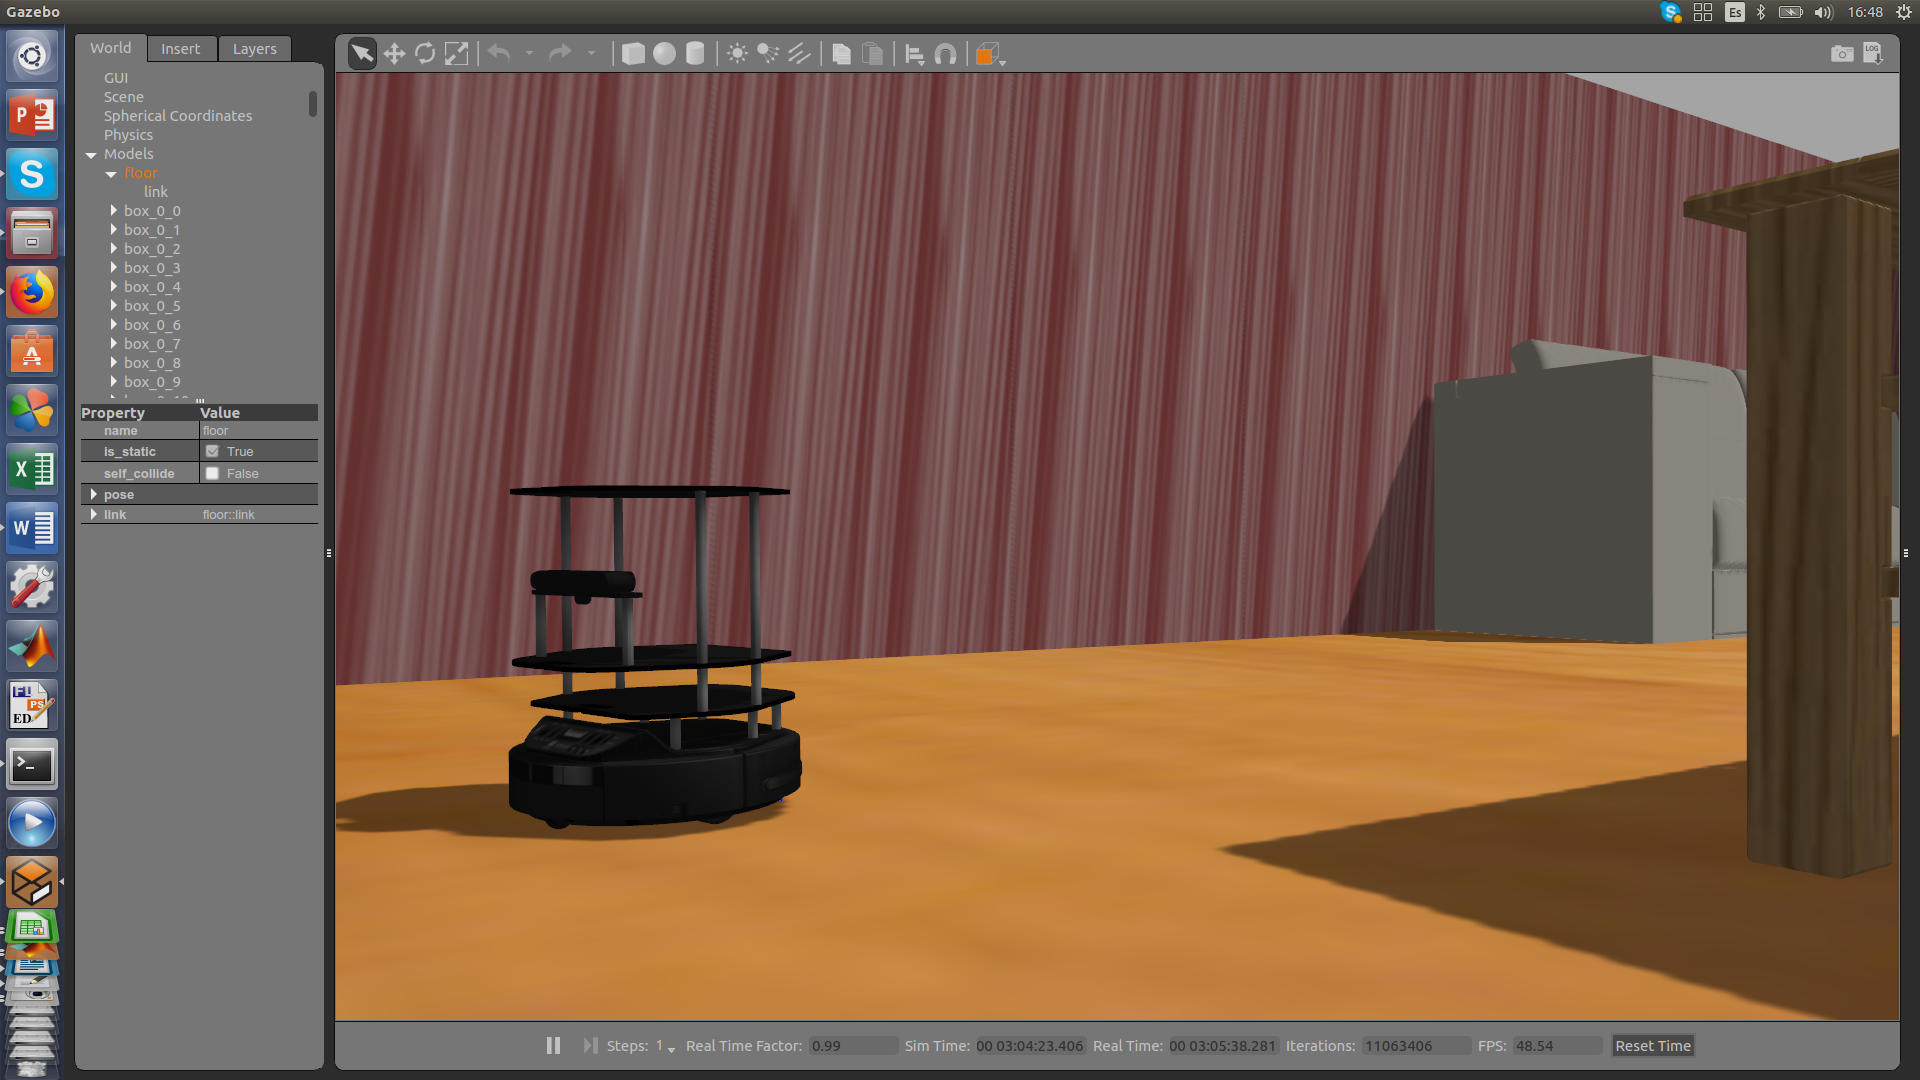 Gazebo
Es
16:48
World Insert Layers
GUI
Scene
Spherical Coordinates
Physics
Models
floor
link
box_0_0
box_0_1
box_0_2
box_0_3
box_0_4
box_0_5
box_0_6
box_0_7
box_0_8
box_0_9
Property Value
name floor
is_static True
self_collide False
pose
link floor::link
LOG
Steps: 1 Real Time Factor: 0.99 Sim Time: 00 03:04:23.406 Real Time: 00 03:05:38.281 Iterations: 11063406 FPS: 48.54 Reset Time